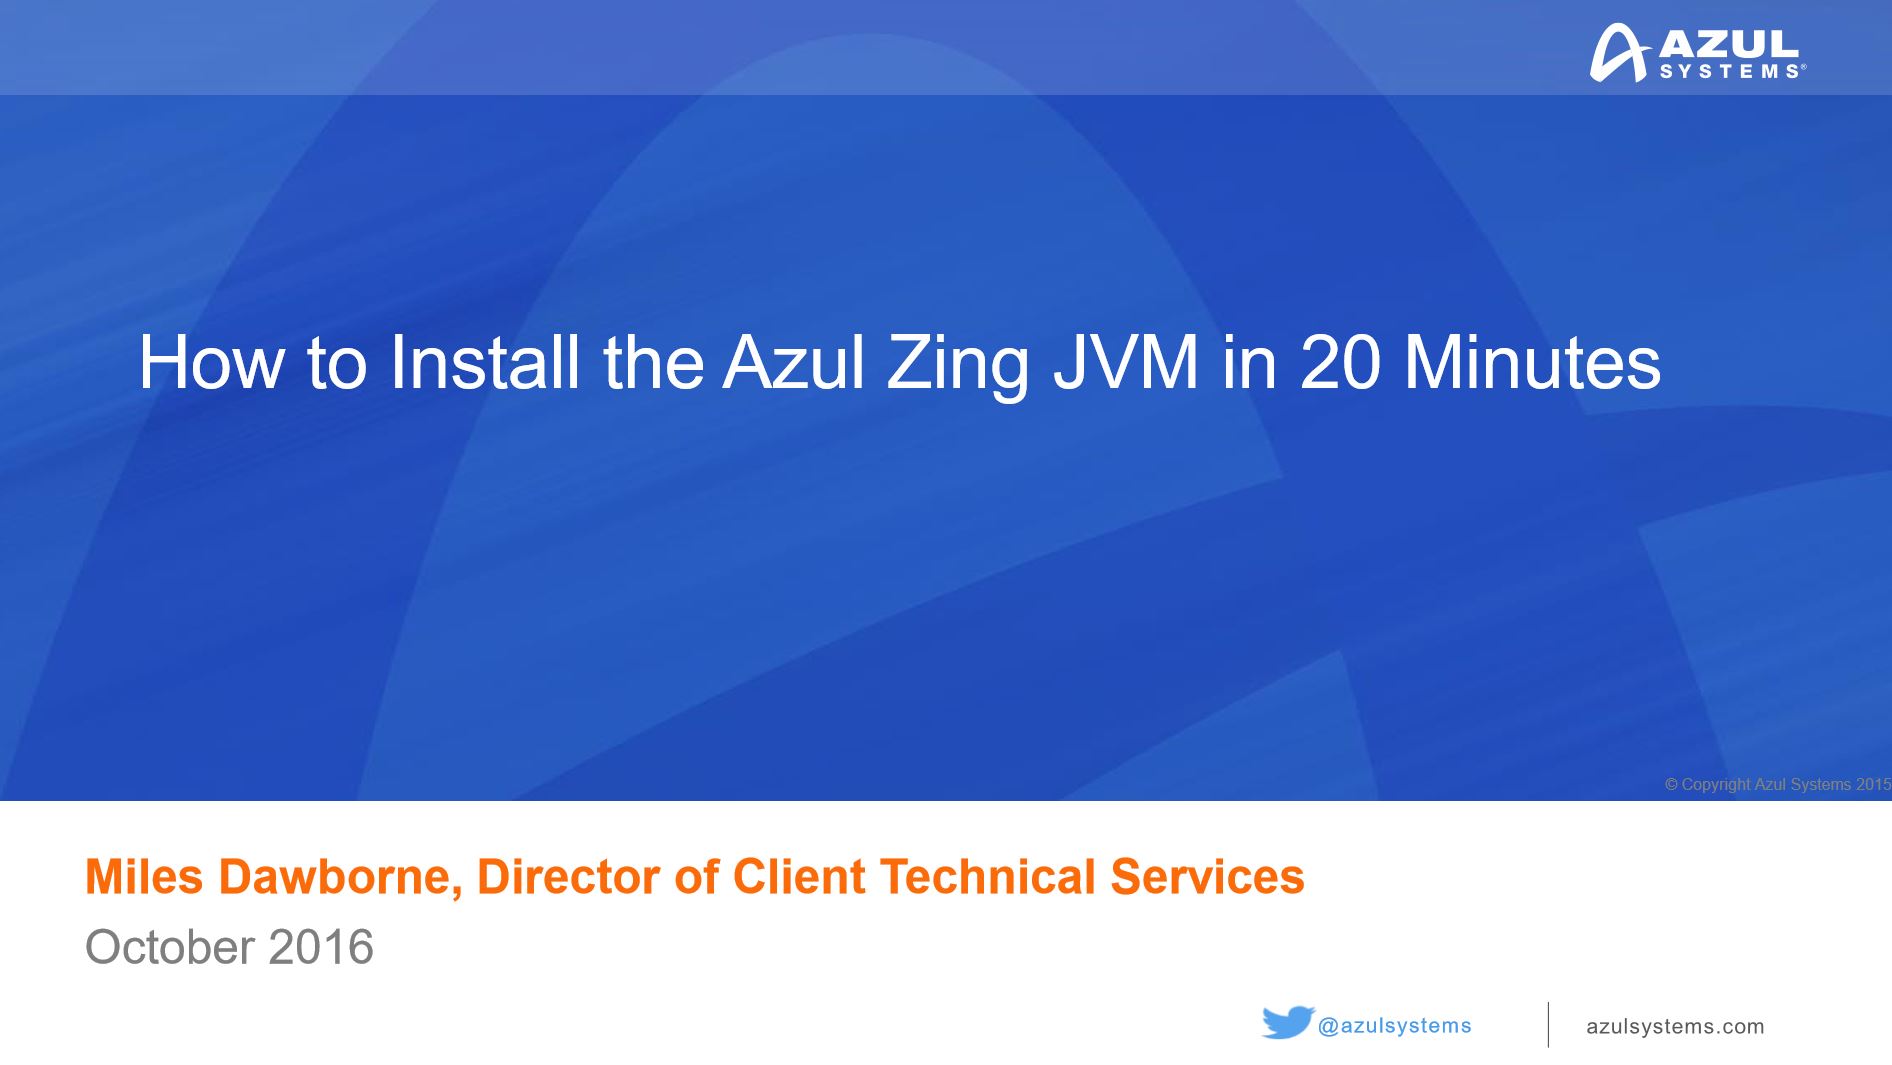 AZUL
SYSTEMS®
How to Install the Azul Zing JVM in 20 Minutes
© Copyright Azul Systems 2015
Miles Dawborne, Director of Client Technical Services
October 2016
@azulsystems
azulsystems.com